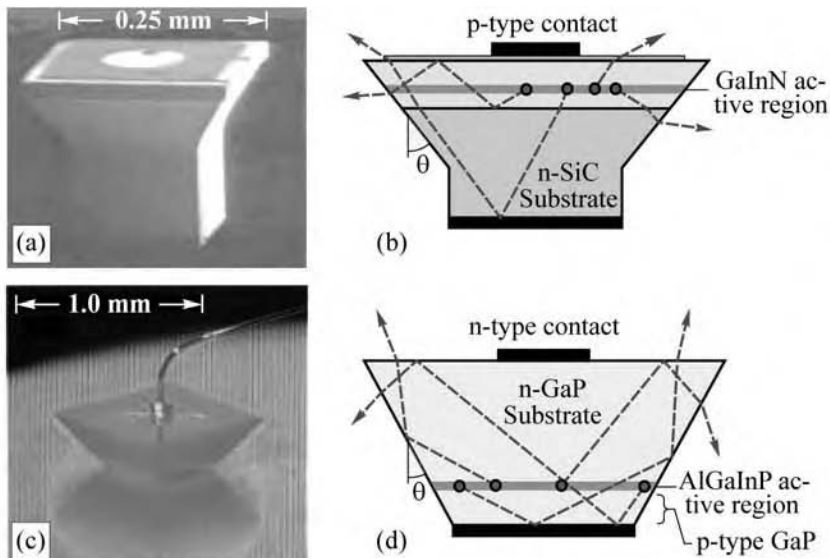 0.25 mm
(a)
p-type contact
GaInN ac-
tive region
θ
n-SiC
Substrate
(b)
1.0 mm
(c)
n-type contact
n-GaP
Substrate
θ
AlGaInP ac-
tive region
p-type GaP
(d)